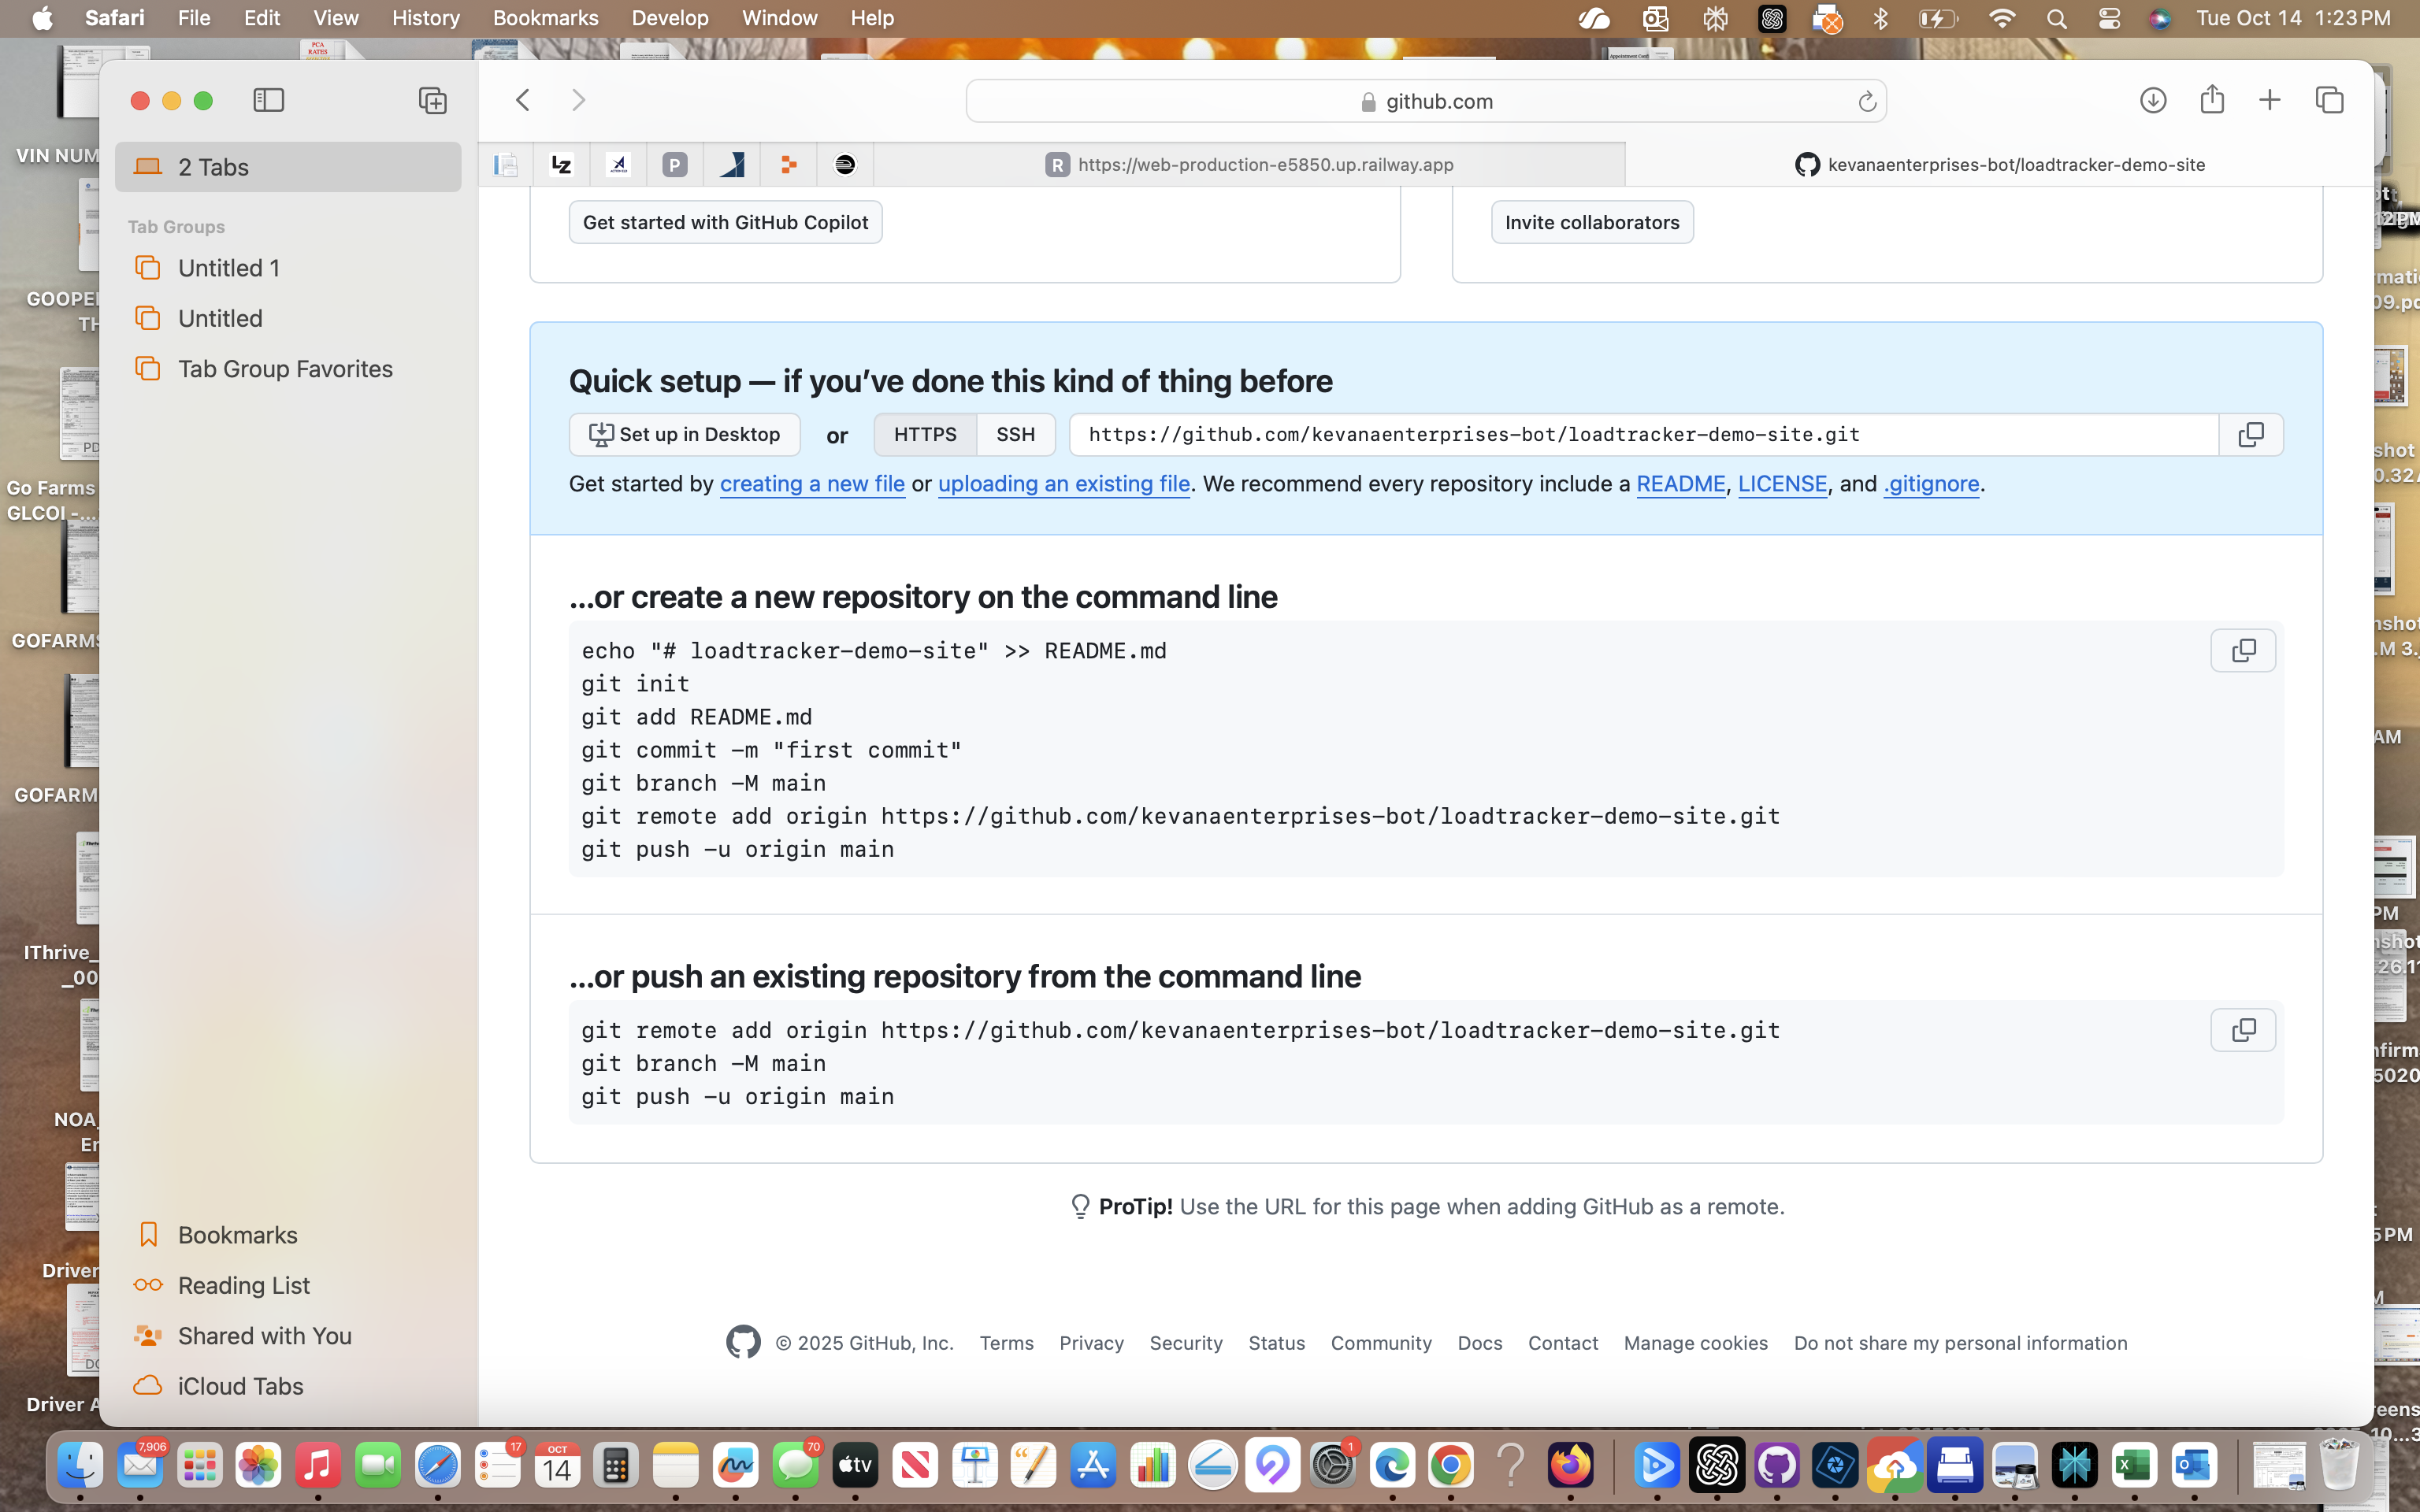 Safari File Edit View History Bookmarks Develop Window Help
Tue Oct 14 1:23 PM
PCA
RATES
VIN NUM
GOOPE
TH
PD
Go Farms
GLCOI -...
GOFARMS
GOFARM
IThrive_
_00
NOA_
Er
Driver
Driver A
2 Tabs
Tab Groups
Untitled 1
Untitled
Tab Group Favorites
Bookmarks
Reading List
Shared with You
iCloud Tabs
github.com
LZ
P
R https://web-production-e5850.up.railway.app
kevanaenterprises-bot/loadtracker-demo-site
Get started with GitHub Copilot
Invite collaborators
Quick setup — if you’ve done this kind of thing before
Set up in Desktop or HTTPS SSH https://github.com/kevanaenterprises-bot/loadtracker-demo-site.git
Get started by creating a new file or uploading an existing file. We recommend every repository include a README, LICENSE, and .gitignore.
…or create a new repository on the command line
echo "# loadtracker-demo-site" >> README.md
git init
git add README.md
git commit -m "first commit"
git branch -M main
git remote add origin https://github.com/kevanaenterprises-bot/loadtracker-demo-site.git
git push -u origin main
…or push an existing repository from the command line
git remote add origin https://github.com/kevanaenterprises-bot/loadtracker-demo-site.git
git branch -M main
git push -u origin main
ProTip! Use the URL for this page when adding GitHub as a remote.
© 2025 GitHub, Inc. Terms Privacy Security Status Community Docs Contact Manage cookies Do not share my personal information
AM
PM
5PM
5020
7,906
17
OCT
14
70
tv
1